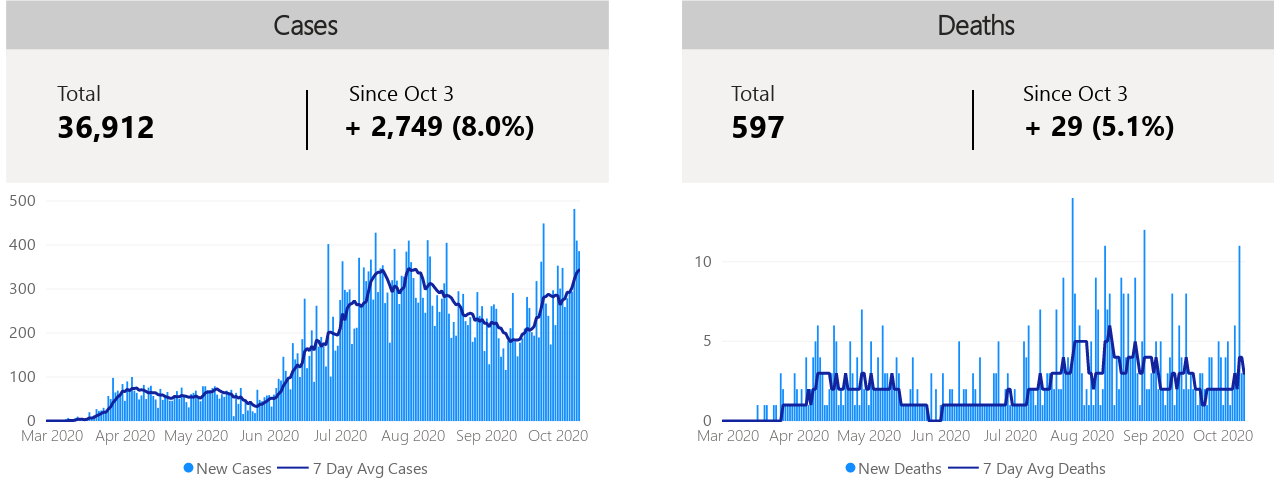 Cases
Total
Since Oct 3
36,912
+ 2,749 (8.0%)
500
400
300
200
100
0
Mar 2020 Apr 2020 May 2020 Jun 2020 Jul 2020 Aug 2020 Sep 2020 Oct 2020
New Cases 7 Day Avg Cases
Deaths
Total
Since Oct 3
597
+ 29 (5.1%)
10
5
0
Mar 2020 Apr 2020 May 2020 Jun 2020 Jul 2020 Aug 2020 Sep 2020 Oct 2020
New Deaths 7 Day Avg Deaths